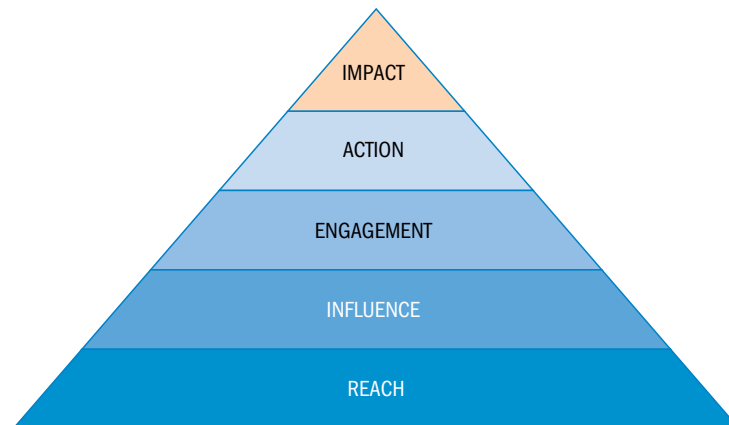 IMPACT
ACTION
ENGAGEMENT
INFLUENCE
REACH